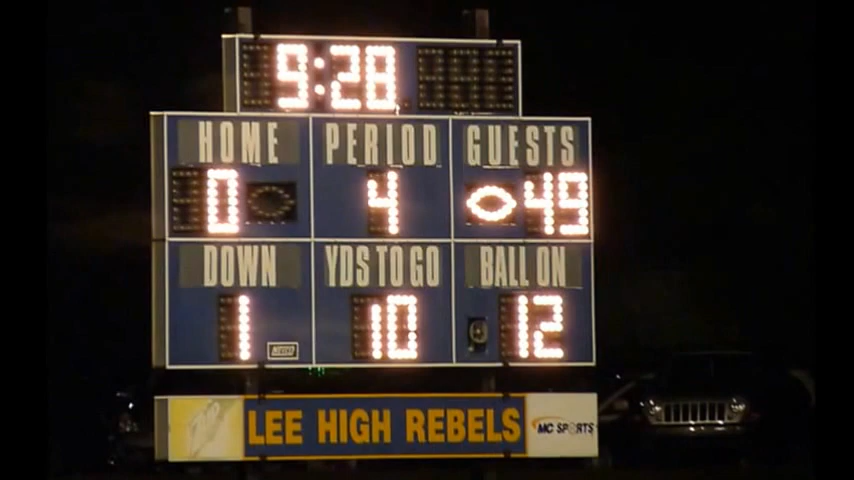 9:28
HOME PERIOD GUESTS
0 4 49
DOWN YDS TO GO BALL ON
1 10 12
LEE HIGH REBELS
MC SPORTS